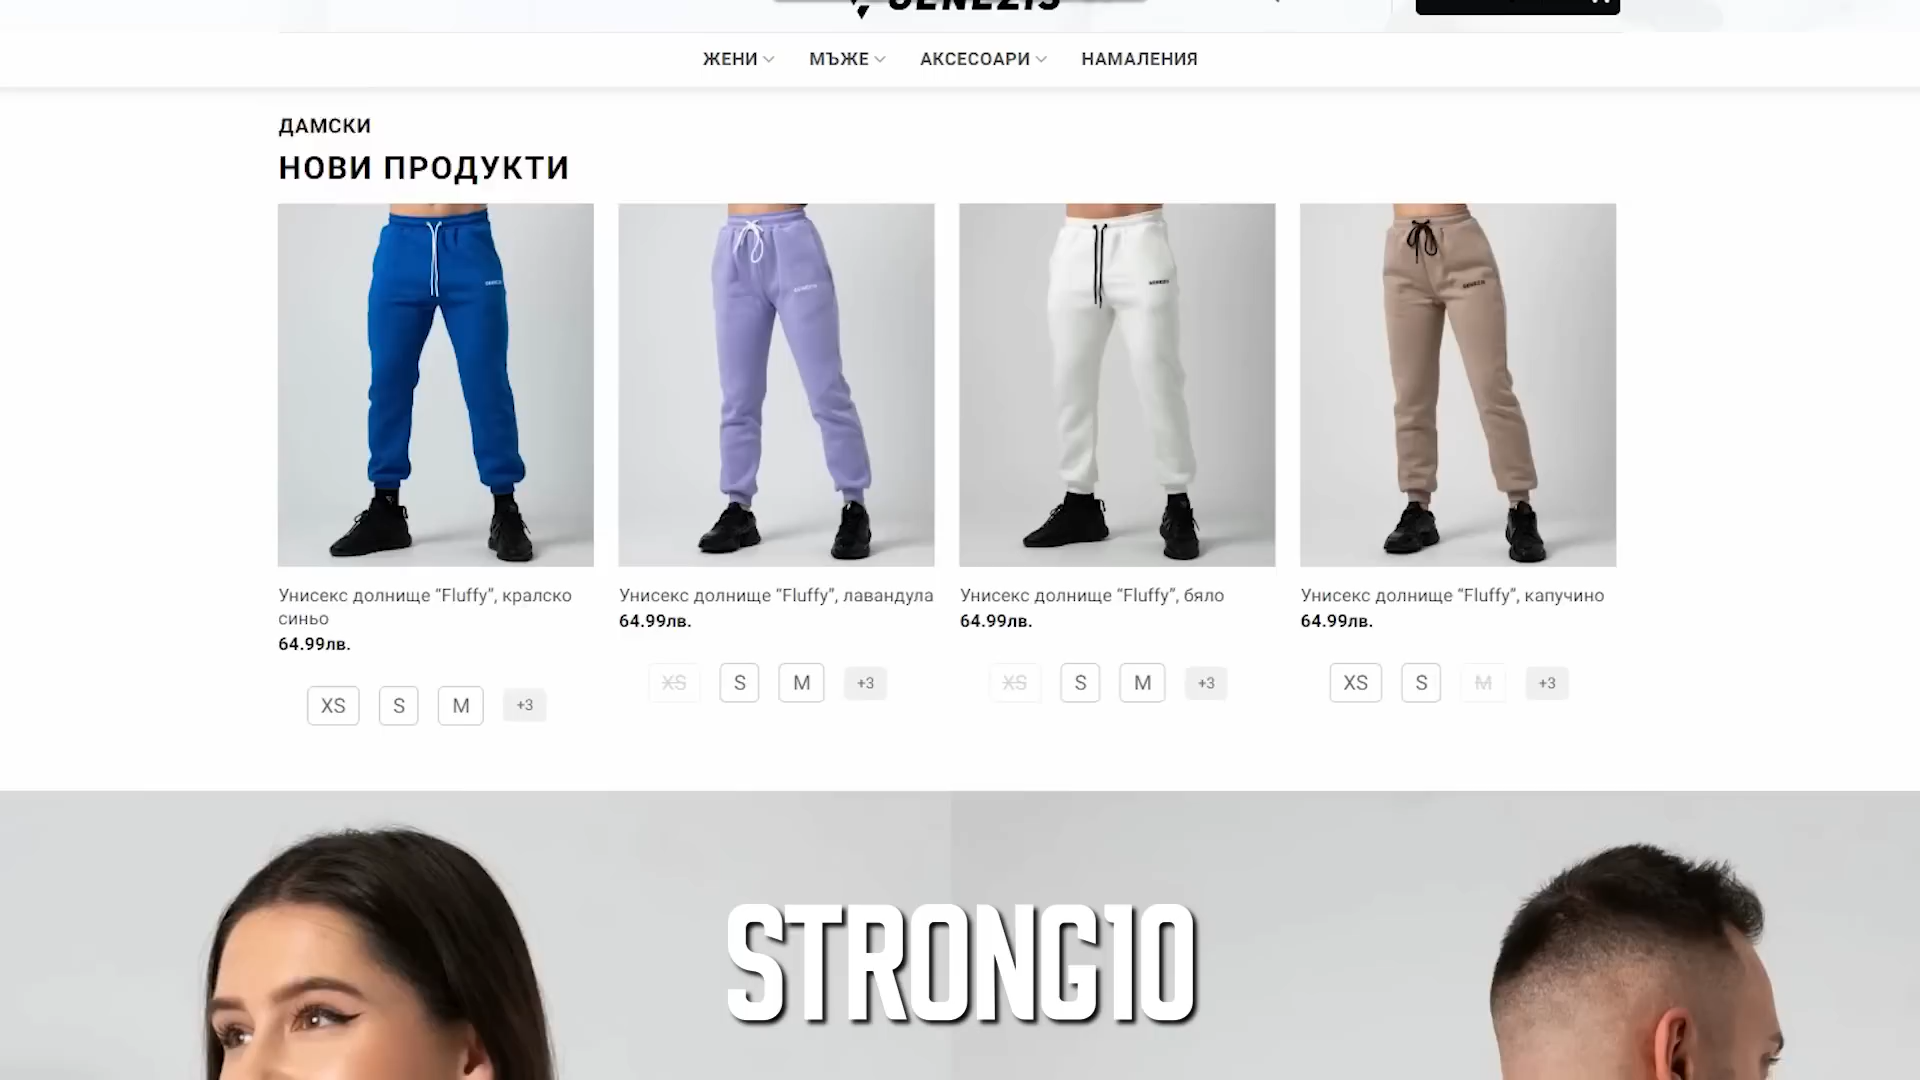 GENEZIS
ЖЕНИ МЪЖЕ АКСЕСОАРИ НАМАЛЕНИЯ
ДАМСКИ
НОВИ ПРОДУКТИ
Унисекс долнище “Fluffy”, кралско
синьо
64.99лв.
XS S M +3
Унисекс долнище “Fluffy”, лавандула
64.99лв.
XS S M +3
Унисекс долнище “Fluffy”, бяло
64.99лв.
XS S M +3
Унисекс долнище “Fluffy”, капучино
64.99лв.
XS S M +3
STRONG10